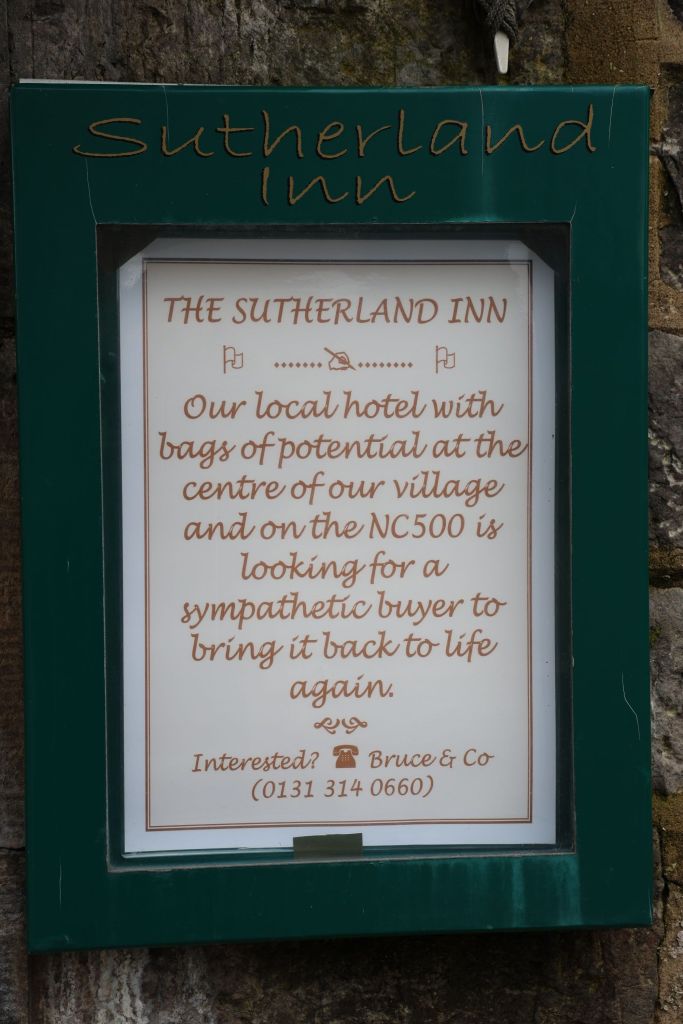 Sutherland
Inn
THE SUTHERLAND INN
Our local hotel with
bags of potential at the
centre of our village
and on the NC500 is
looking for a
sympathetic buyer to
bring it back to life
again.
Interested? ☎ Bruce & Co
(0131 314 0660)